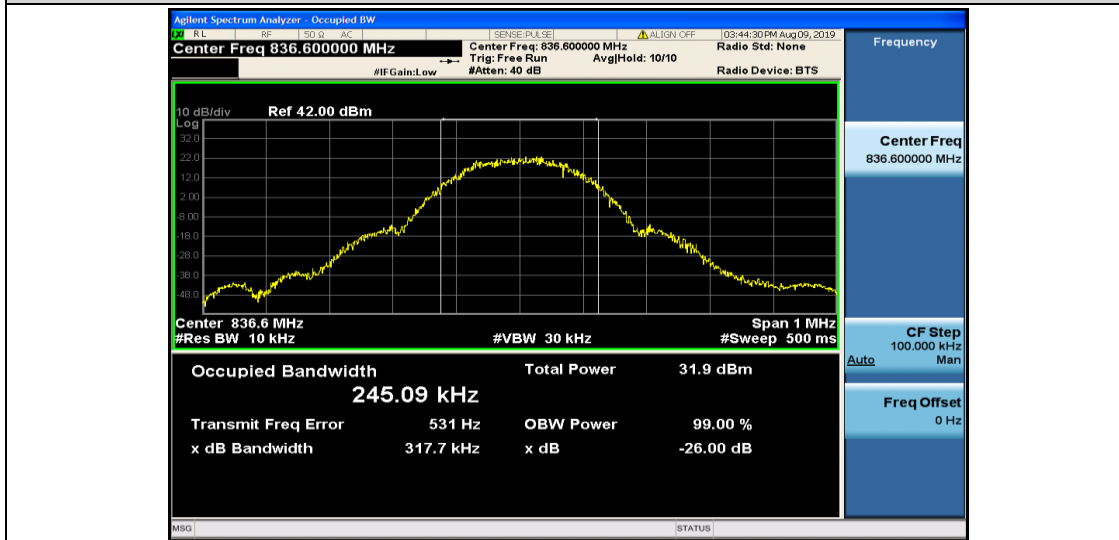 Agilent Spectrum Analyzer - Occupied BW
LXI RL RF 50 Ω AC SENSE:PULSE ALIGN OFF 03:44:30 PM Aug 09, 2019
Center Freq 836.600000 MHz Center Freq: 836.600000 MHz Radio Std: None
Trig: Free Run Avg|Hold: 10/10
#IFGain:Low #Atten: 40 dB Radio Device: BTS
10 dB/div Ref 42.00 dBm
Log
32.0
22.0
12.0
2.00
-8.00
-18.0
-28.0
-38.0
-48.0
Center 836.6 MHz Span 1 MHz
#Res BW 10 kHz #VBW 30 kHz #Sweep 500 ms
Occupied Bandwidth Total Power 31.9 dBm
245.09 kHz
Transmit Freq Error 531 Hz OBW Power 99.00 %
x dB Bandwidth 317.7 kHz x dB -26.00 dB
MSG STATUS
Frequency
Center Freq
836.600000 MHz
CF Step
100.000 kHz
Auto Man
Freq Offset
0 Hz